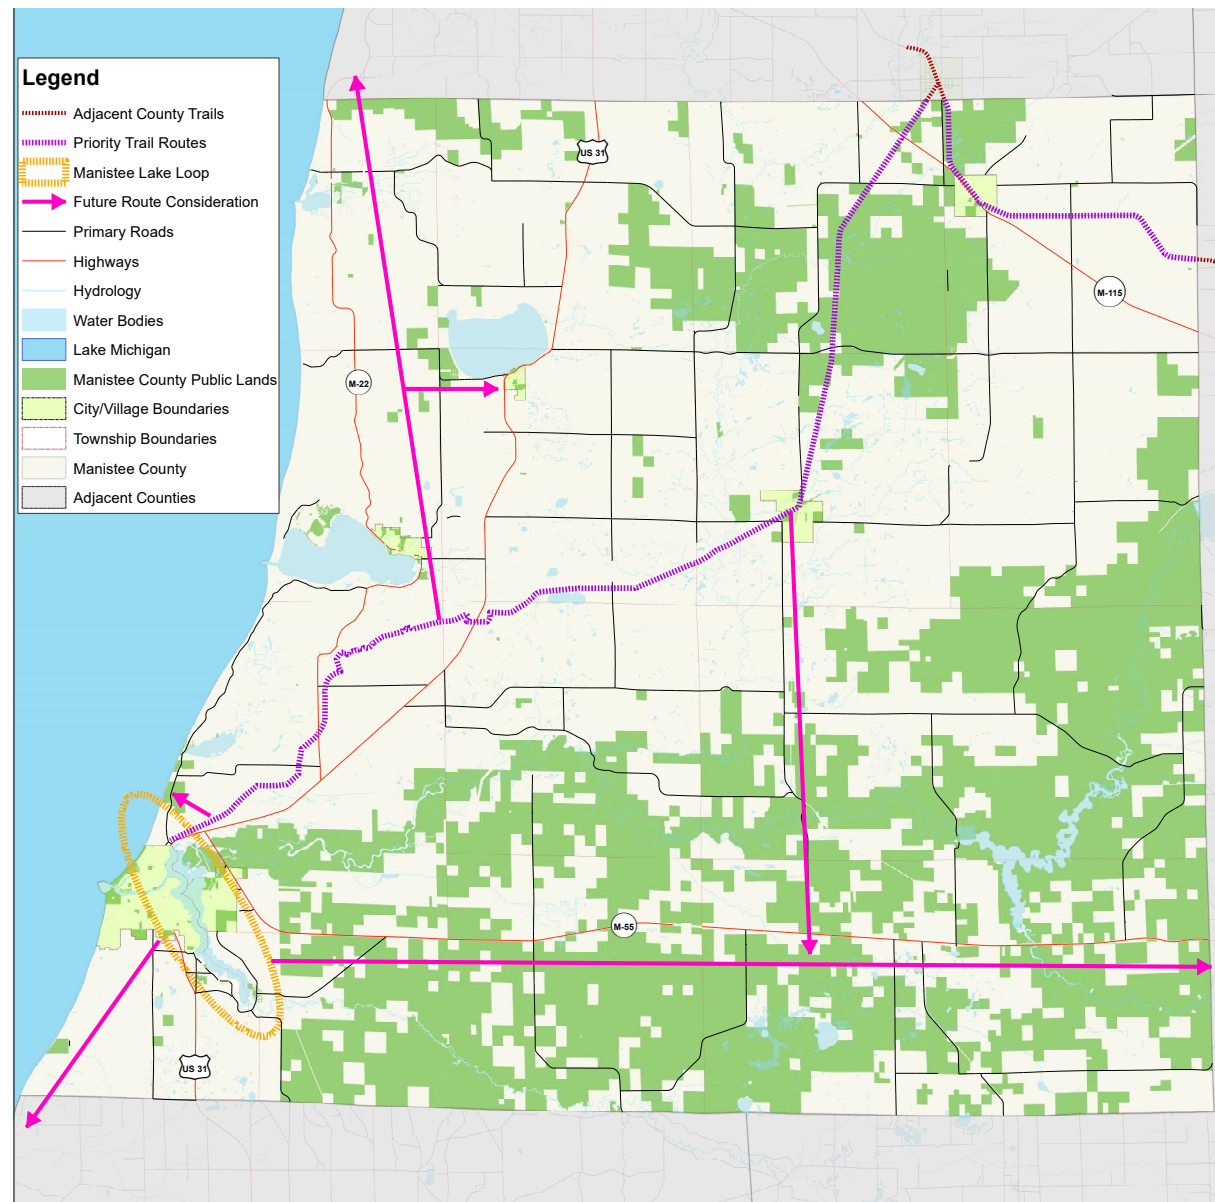 Legend
Adjacent County Trails
Priority Trail Routes
Manistee Lake Loop
Future Route Consideration
Primary Roads
Highways
Hydrology
Water Bodies
Lake Michigan
Manistee County Public Lands
City/Village Boundaries
Township Boundaries
Manistee County
Adjacent Counties
US 31
M-115
M-22
M-55
US 31